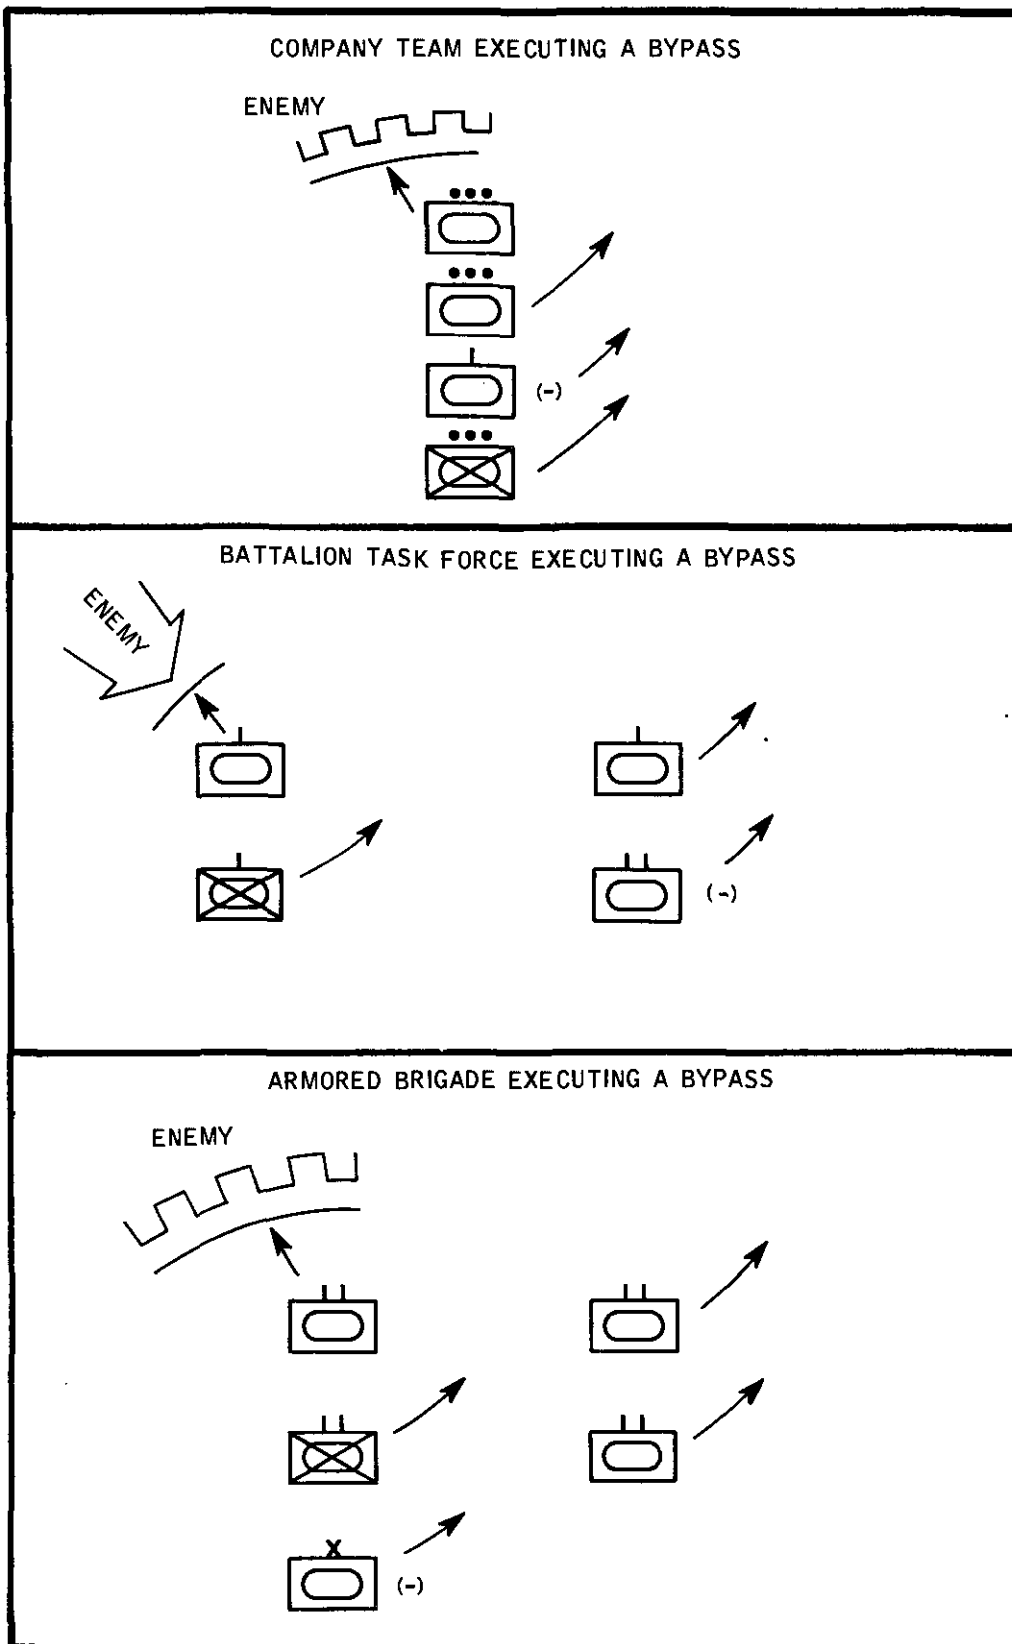 COMPANY TEAM EXECUTING A BYPASS
ENEMY
(-)
BATTALION TASK FORCE EXECUTING A BYPASS
ENEMY
(-)
ARMORED BRIGADE EXECUTING A BYPASS
ENEMY
X
(-)